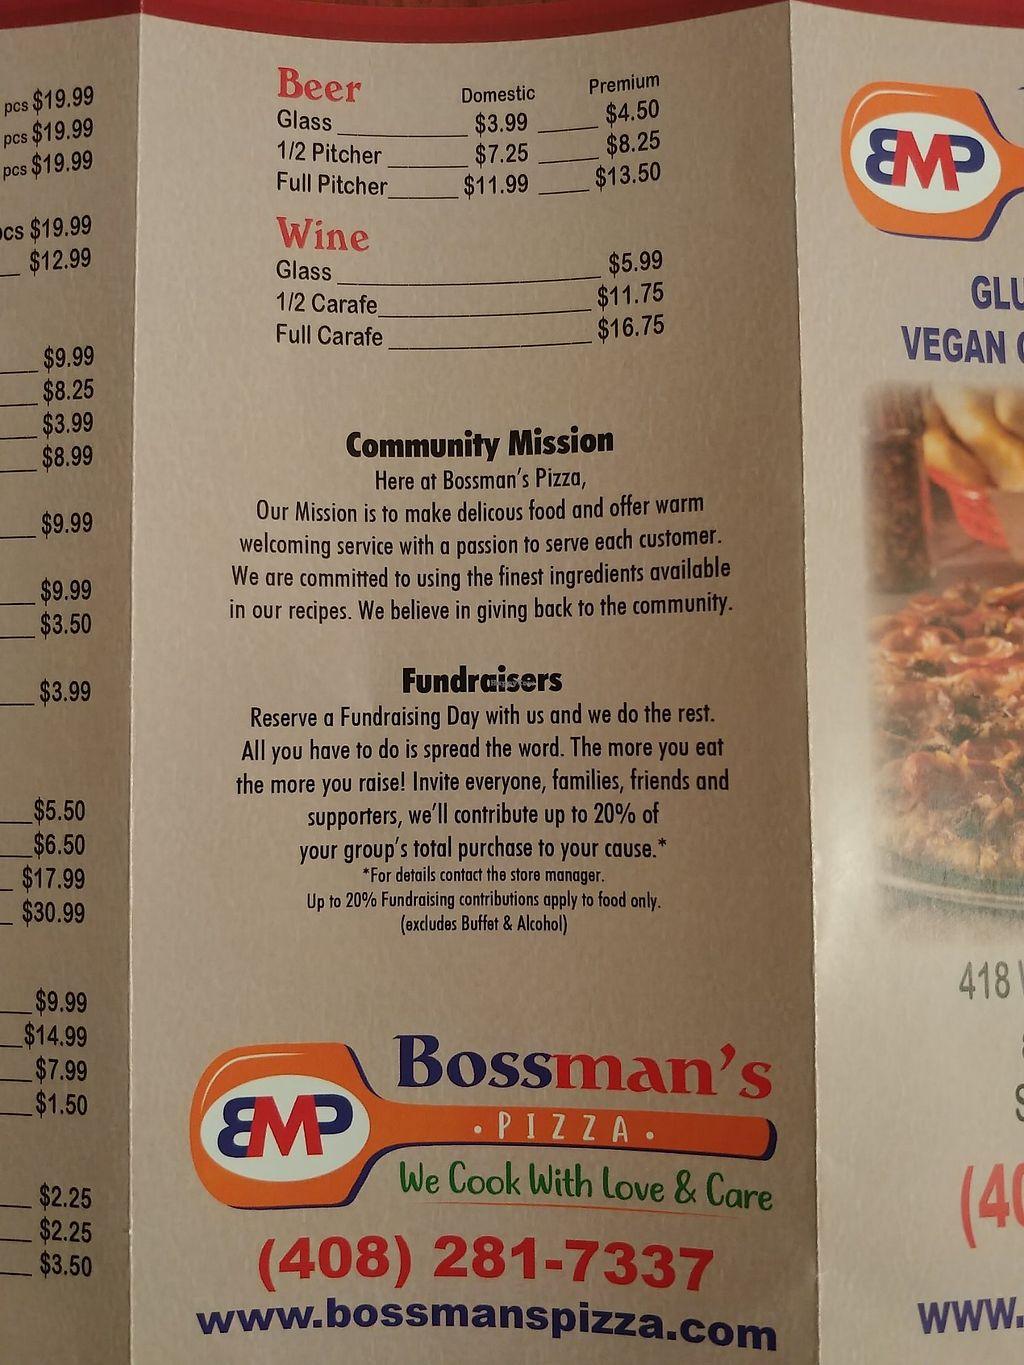 pcs $19.99
pcs $19.99
pcs $19.99
pcs $19.99
$12.99
$9.99
$8.25
$3.99
$8.99
$9.99
$9.99
$3.50
$3.99
$5.50
$6.50
$17.99
$30.99
$9.99
$14.99
$7.99
$1.50
$2.25
$2.25
$3.50
Beer Domestic Premium
Glass $3.99 $4.50
1/2 Pitcher $7.25 $8.25
Full Pitcher $11.99 $13.50
Wine
Glass $5.99
1/2 Carafe $11.75
Full Carafe $16.75
Community Mission
Here at Bossman's Pizza,
Our Mission is to make delicous food and offer warm
welcoming service with a passion to serve each customer.
We are committed to using the finest ingredients available
in our recipes. We believe in giving back to the community.
Fundraisers
Reserve a Fundraising Day with us and we do the rest.
All you have to do is spread the word. The more you eat
the more you raise! Invite everyone, families, friends and
supporters, we'll contribute up to 20% of
your group's total purchase to your cause.*
*For details contact the store manager.
Up to 20% Fundraising contributions apply to food only.
(excludes Buffet & Alcohol)
BMP
Bossman's
• PIZZA •
We Cook With Love & Care
(408) 281-7337
www.bossmanspizza.com
BMP
GLU
VEGAN
418
(40
www.